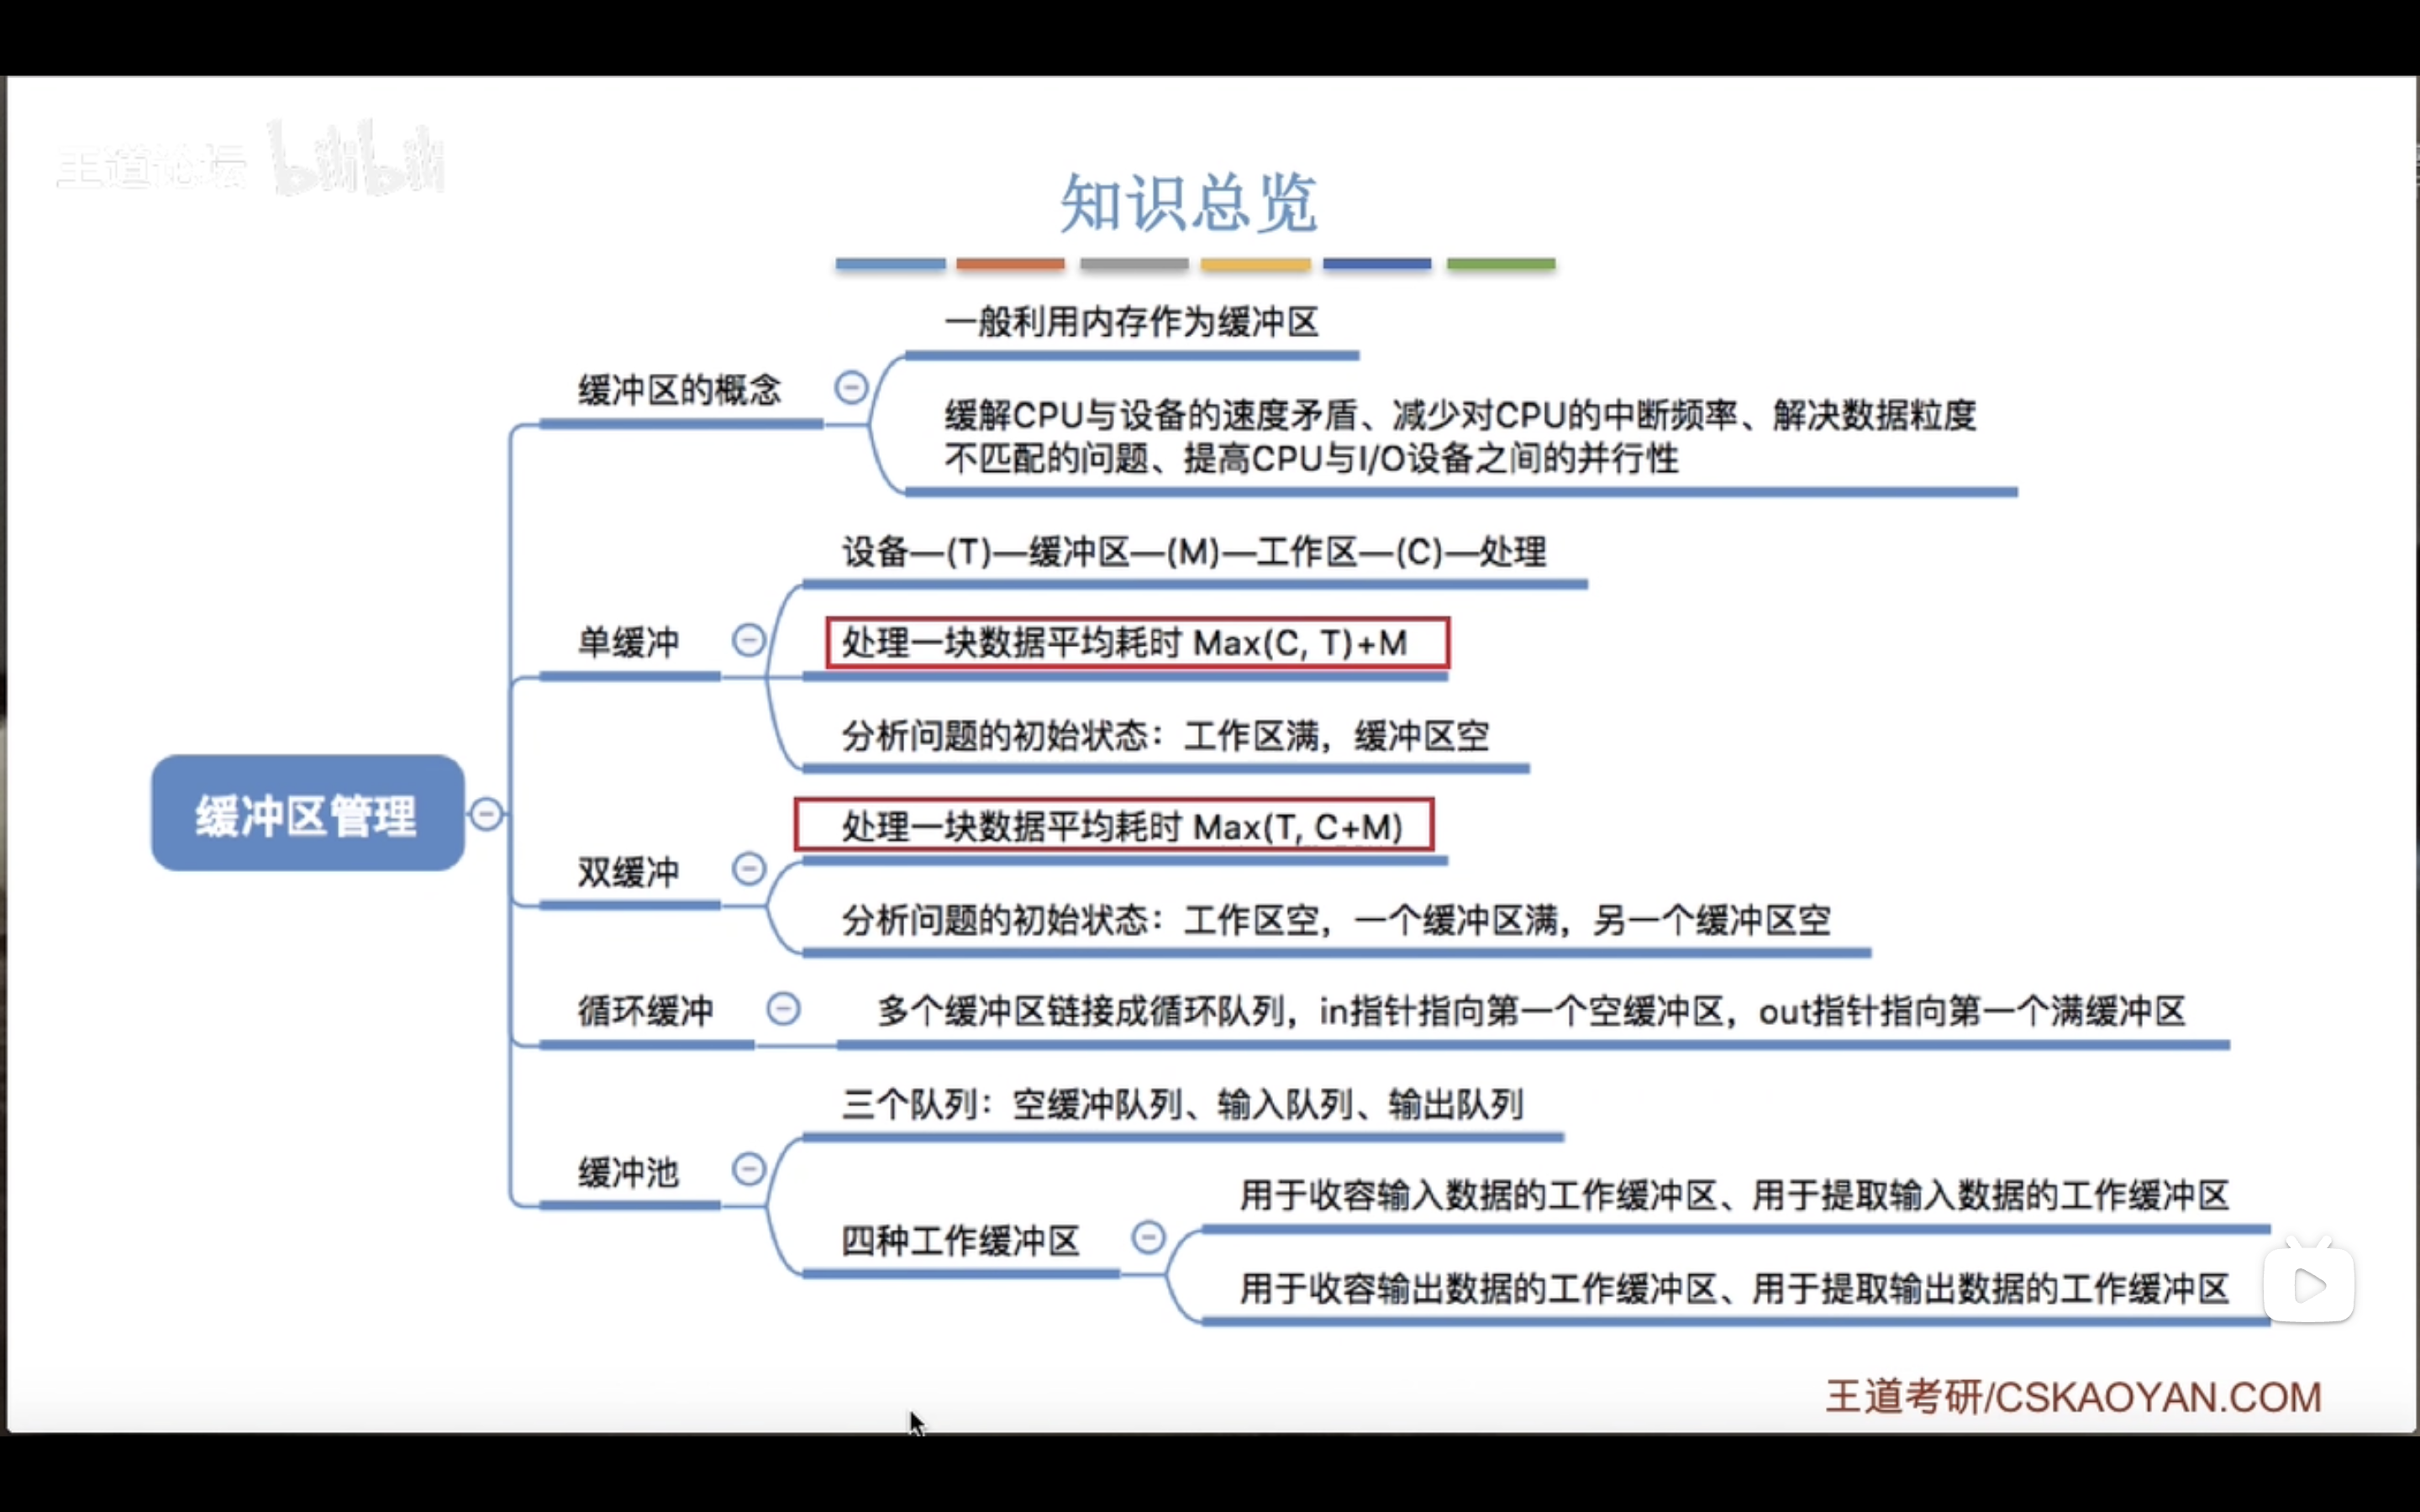 王道论坛 bilibili
知识总览
一般利用内存作为缓冲区
缓冲区的概念
缓解CPU与设备的速度矛盾、减少对CPU的中断频率、解决数据粒度
不匹配的问题、提高CPU与I/O设备之间的并行性
设备—(T)—缓冲区—(M)—工作区—(C)—处理
单缓冲
处理一块数据平均耗时 Max(C, T)+M
分析问题的初始状态：工作区满，缓冲区空
缓冲区管理
处理一块数据平均耗时 Max(T, C+M)
双缓冲
分析问题的初始状态：工作区空，一个缓冲区满，另一个缓冲区空
循环缓冲
多个缓冲区链接成循环队列，in指针指向第一个空缓冲区，out指针指向第一个满缓冲区
三个队列：空缓冲队列、输入队列、输出队列
缓冲池
四种工作缓冲区
用于收容输入数据的工作缓冲区、用于提取输入数据的工作缓冲区
用于收容输出数据的工作缓冲区、用于提取输出数据的工作缓冲区
王道考研/CSKAOYAN.COM